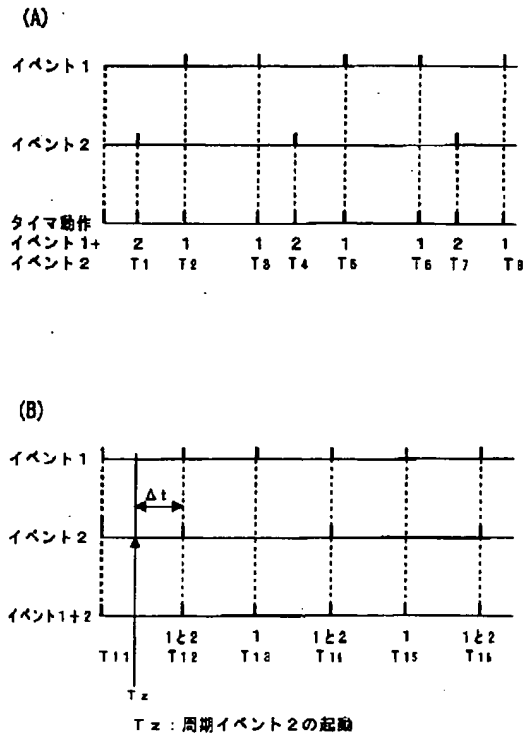 (A)
イベント1
イベント2
タイマ動作
イベント1+ 2 1 1 2 1 1 2 1
イベント2 T1 T2 T3 T4 T5 T6 T7 T8
(B)
イベント1
Δt
イベント2
イベント1+2 1と2 1 1と2 1 1と2
T11 T12 T13 T14 T15 T16
Tz
Tz:周期イベント2の起動